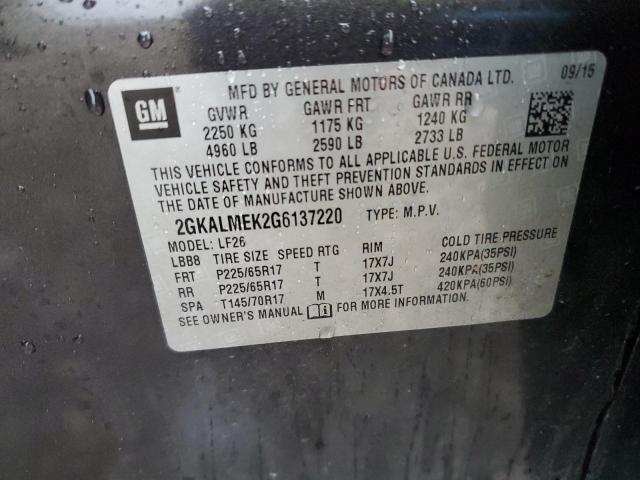 MFD BY GENERAL MOTORS OF CANADA LTD. 09/15
GM
GVWR GAWR FRT GAWR RR
2250 KG 1175 KG 1240 KG
4960 LB 2590 LB 2733 LB
THIS VEHICLE CONFORMS TO ALL APPLICABLE U.S. FEDERAL MOTOR
VEHICLE SAFETY AND THEFT PREVENTION STANDARDS IN EFFECT ON
THE DATE OF MANUFACTURE SHOWN ABOVE.
2GKALMEK2G6137220 TYPE: M.P.V.
MODEL: LF26
LBB8 TIRE SIZE SPEED RTG RIM COLD TIRE PRESSURE
FRT P225/65R17 T 17X7J 240KPA(35PSI)
RR P225/65R17 T 17X7J 240KPA(35PSI)
SPA T145/70R17 M 17X4.5T 420KPA(60PSI)
SEE OWNER'S MANUAL FOR MORE INFORMATION.